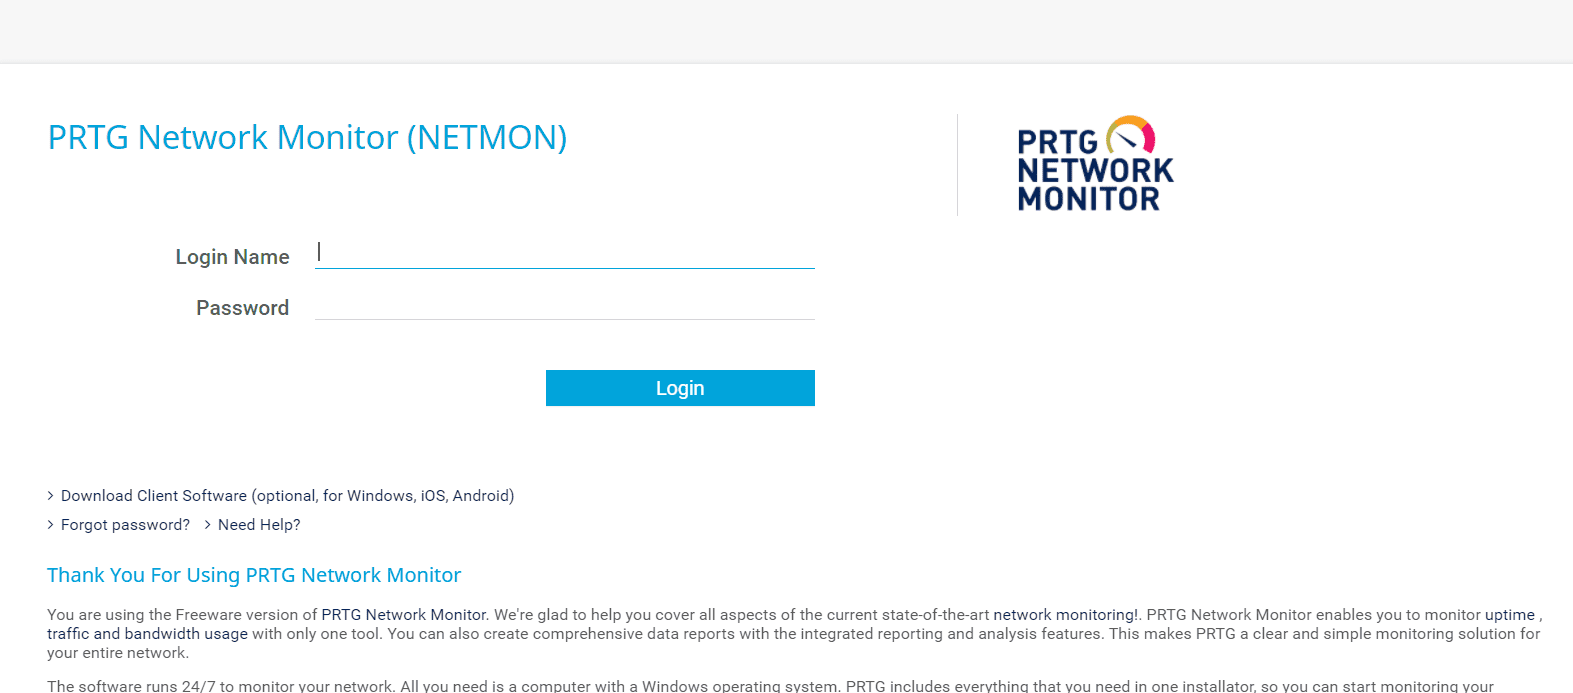 PRTG Network Monitor (NETMON)
PRTG
NETWORK
MONITOR
Login Name
Password
Login
> Download Client Software (optional, for Windows, iOS, Android)
> Forgot password? > Need Help?
Thank You For Using PRTG Network Monitor
You are using the Freeware version of PRTG Network Monitor. We're glad to help you cover all aspects of the current state-of-the-art network monitoring!. PRTG Network Monitor enables you to monitor uptime ,
traffic and bandwidth usage with only one tool. You can also create comprehensive data reports with the integrated reporting and analysis features. This makes PRTG a clear and simple monitoring solution for
your entire network.
The software runs 24/7 to monitor your network. All you need is a computer with a Windows operating system. PRTG includes everything that you need in one installator, so you can start monitoring your